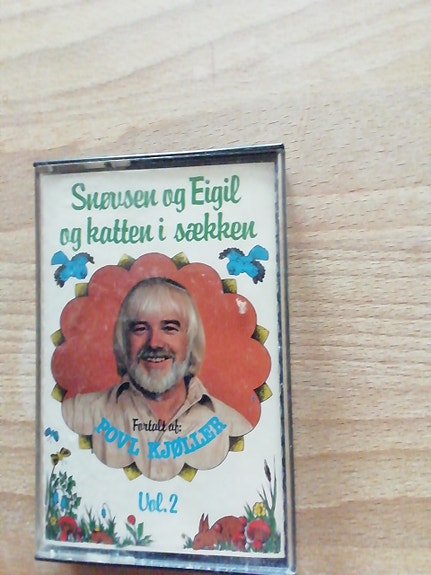 Snøvsen og Eigil
og katten i sækken
Fortalt af:
POVL KJØLLER
Vol. 2